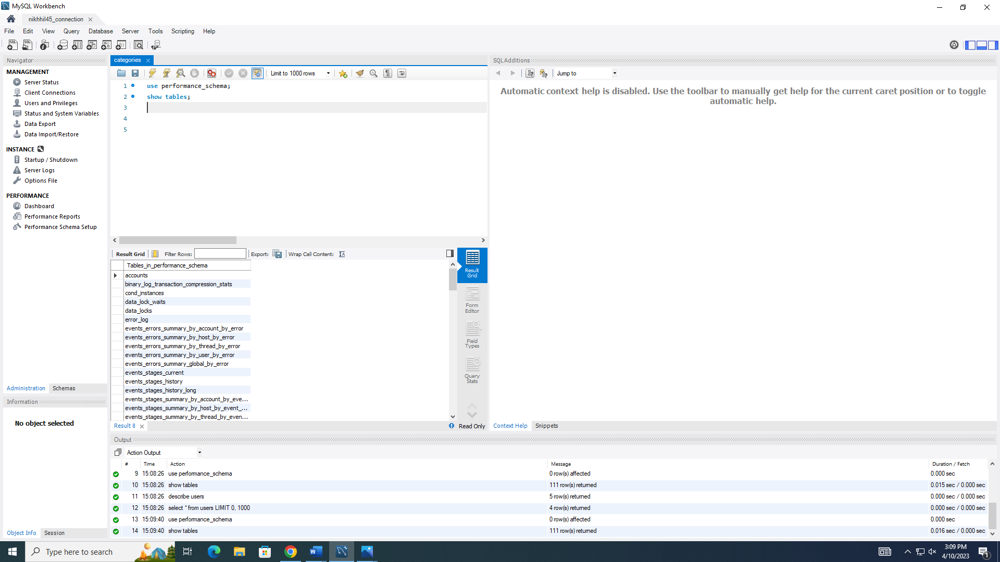 MySQL Workbench
nikhhil45_connection
File Edit View Query Database Server Tools Scripting Help
Navigator
MANAGEMENT
Server Status
Client Connections
Users and Privileges
Status and System Variables
Data Export
Data Import/Restore
INSTANCE
Startup / Shutdown
Server Logs
Options File
PERFORMANCE
Dashboard
Performance Reports
Performance Schema Setup
Administration Schemas
Information
No object selected
Object Info Session
categories
Limit to 1000 rows
1 use performance_schema;
2 show tables;
3
4
5
Result Grid Filter Rows: Export: Wrap Cell Content:
Tables_in_performance_schema
accounts
binary_log_transaction_compression_stats
cond_instances
data_lock_waits
data_locks
error_log
events_errors_summary_by_account_by_error
events_errors_summary_by_host_by_error
events_errors_summary_by_thread_by_error
events_errors_summary_by_user_by_error
events_errors_summary_global_by_error
events_stages_current
events_stages_history
events_stages_history_long
events_stages_summary_by_account_by_eve...
events_stages_summary_by_host_by_event_...
events_stages_summary_by_thread_by_even...
Result
Grid
Form
Editor
Field
Types
Query
Stats
Result 8
Read Only
SQLAdditions
Jump to
Automatic context help is disabled. Use the toolbar to manually get help for the current caret position or to toggle
automatic help.
Context Help Snippets
Output
Action Output
# Time Action Message Duration / Fetch
9 15:08:26 use performance_schema 0 row(s) affected 0.000 sec
10 15:08:26 show tables 111 row(s) returned 0.015 sec / 0.000 sec
11 15:08:26 describe users 5 row(s) returned 0.000 sec / 0.000 sec
12 15:08:26 select * from users LIMIT 0, 1000 4 row(s) returned 0.000 sec / 0.000 sec
13 15:09:40 use performance_schema 0 row(s) affected 0.000 sec
14 15:09:40 show tables 111 row(s) returned 0.016 sec / 0.000 sec
Type here to search
3:09 PM
4/10/2023
1